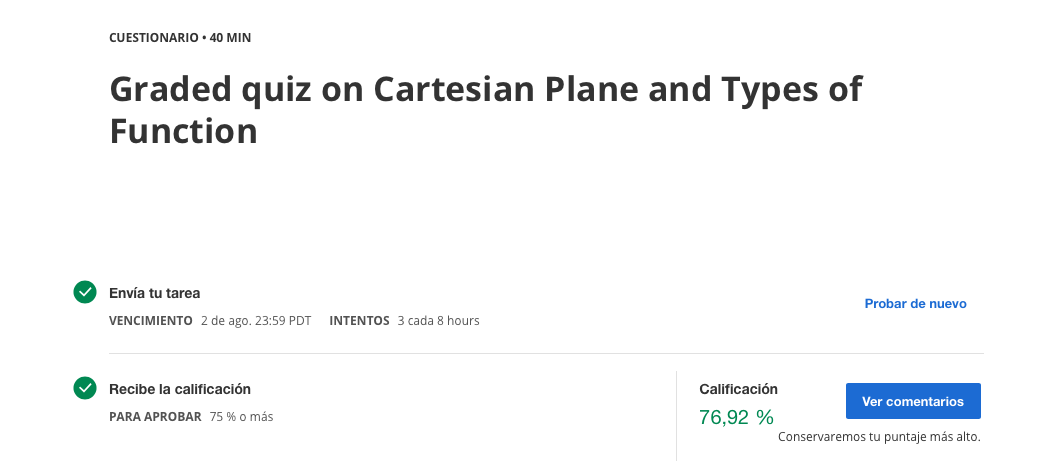 CUESTIONARIO • 40 MIN
Graded quiz on Cartesian Plane and Types of
Function
Envía tu tarea
VENCIMIENTO 2 de ago. 23:59 PDT INTENTOS 3 cada 8 hours
Probar de nuevo
Recibe la calificación
PARA APROBAR 75 % o más
Calificación
76,92 %
Ver comentarios
Conservaremos tu puntaje más alto.